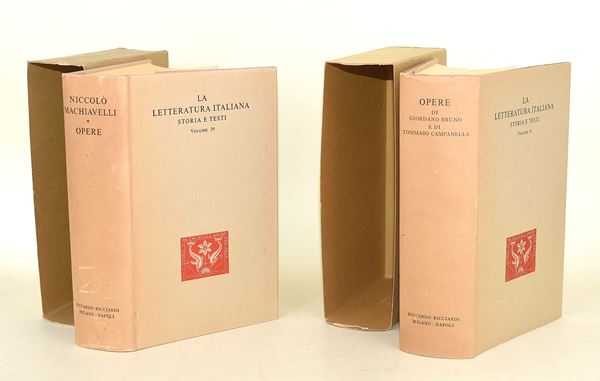 NICCOLÒ
MACHIAVELLI
*
OPERE
RICCARDO RICCIARDI
MILANO - NAPOLI
LA
LETTERATURA ITALIANA
STORIA E TESTI
VOLUME 29
OPERE
DI
GIORDANO BRUNO
E DI
TOMMASO CAMPANELLA
RICCARDO RICCIARDI
MILANO - NAPOLI
LA
LETTERATURA ITALIANA
STORIA E TESTI
VOLUME